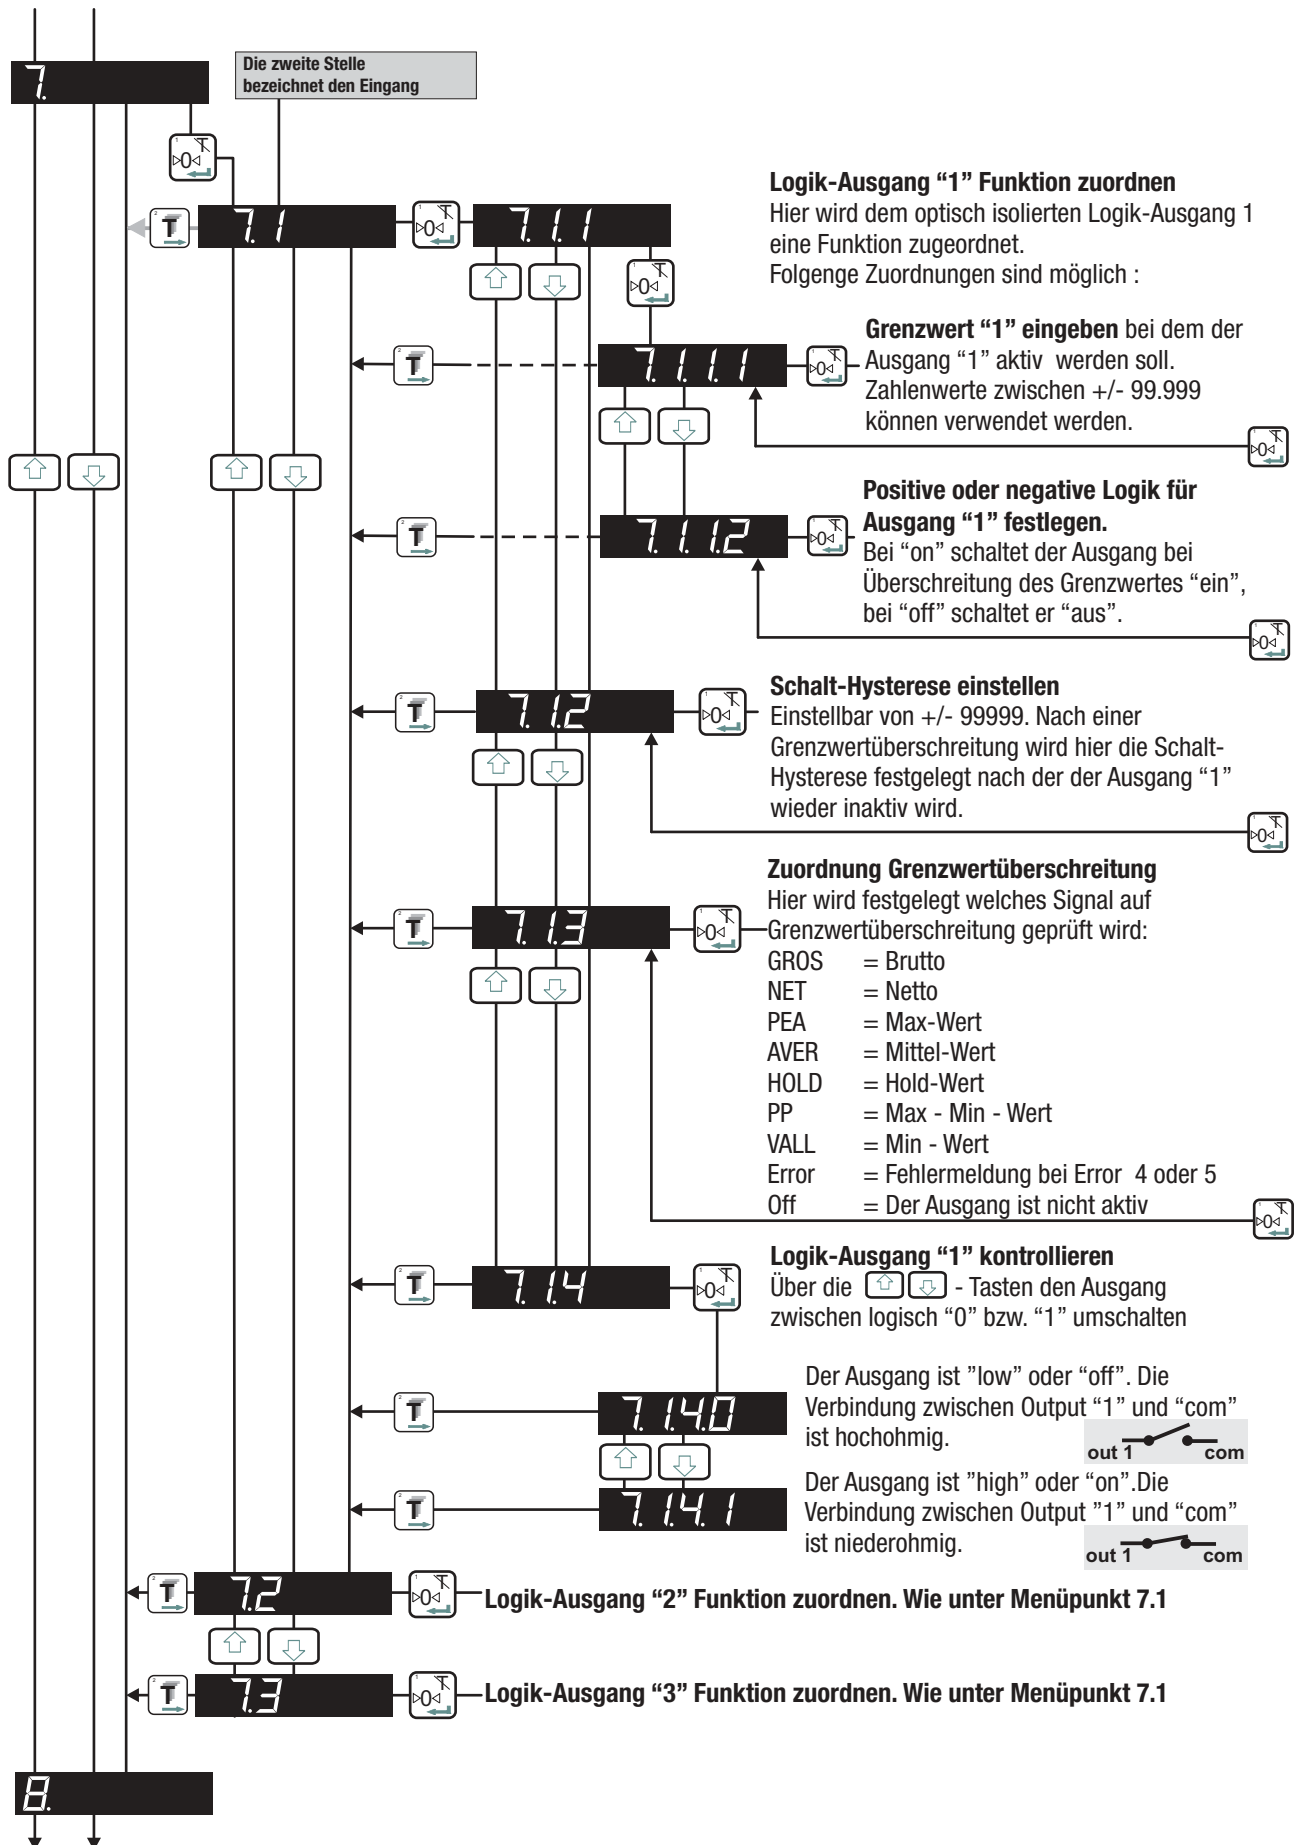 7.
Die zweite Stelle
bezeichnet den Eingang
7.1
7.1.1
Logik-Ausgang “1” Funktion zuordnen
Hier wird dem optisch isolierten Logik-Ausgang 1
eine Funktion zugeordnet.
Folgenge Zuordnungen sind möglich :
7.1.1.1
Grenzwert “1” eingeben bei dem der
Ausgang “1” aktiv werden soll.
Zahlenwerte zwischen +/- 99.999
können verwendet werden.
7.1.1.2
Positive oder negative Logik für
Ausgang “1” festlegen.
Bei “on” schaltet der Ausgang bei
Überschreitung des Grenzwertes “ein”,
bei “off” schaltet er “aus”.
7.1.2
Schalt-Hysterese einstellen
Einstellbar von +/- 99999. Nach einer
Grenzwertüberschreitung wird hier die Schalt-
Hysterese festgelegt nach der der Ausgang “1”
wieder inaktiv wird.
7.1.3
Zuordnung Grenzwertüberschreitung
Hier wird festgelegt welches Signal auf
Grenzwertüberschreitung geprüft wird:
GROS = Brutto
NET = Netto
PEA = Max-Wert
AVER = Mittel-Wert
HOLD = Hold-Wert
PP = Max - Min - Wert
VALL = Min - Wert
Error = Fehlermeldung bei Error 4 oder 5
Off = Der Ausgang ist nicht aktiv
7.1.4
Logik-Ausgang “1” kontrollieren
Über die - Tasten den Ausgang
zwischen logisch “0” bzw. “1” umschalten
7.1.4.0
Der Ausgang ist ”low” oder “off”. Die
Verbindung zwischen Output “1” und “com”
ist hochohmig.
out 1 com
7.1.4.1
Der Ausgang ist ”high” oder “on”.Die
Verbindung zwischen Output ”1” und “com”
ist niederohmig.
out 1 com
7.2
Logik-Ausgang “2” Funktion zuordnen. Wie unter Menüpunkt 7.1
7.3
Logik-Ausgang “3” Funktion zuordnen. Wie unter Menüpunkt 7.1
8.